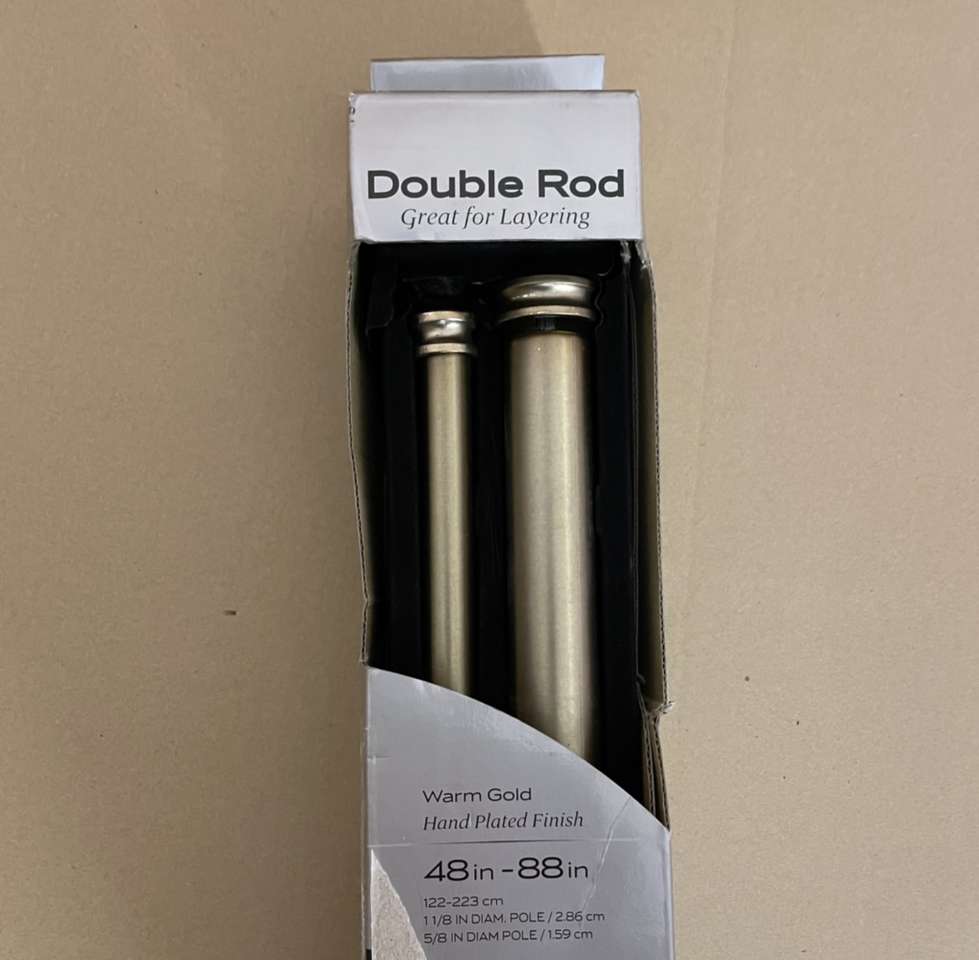 Double Rod
Great for Layering
Warm Gold
Hand Plated Finish
48in - 88in
122-223 cm
1 1/8 IN DIAM. POLE / 2.86 cm
5/8 IN DIAM POLE / 1.59 cm